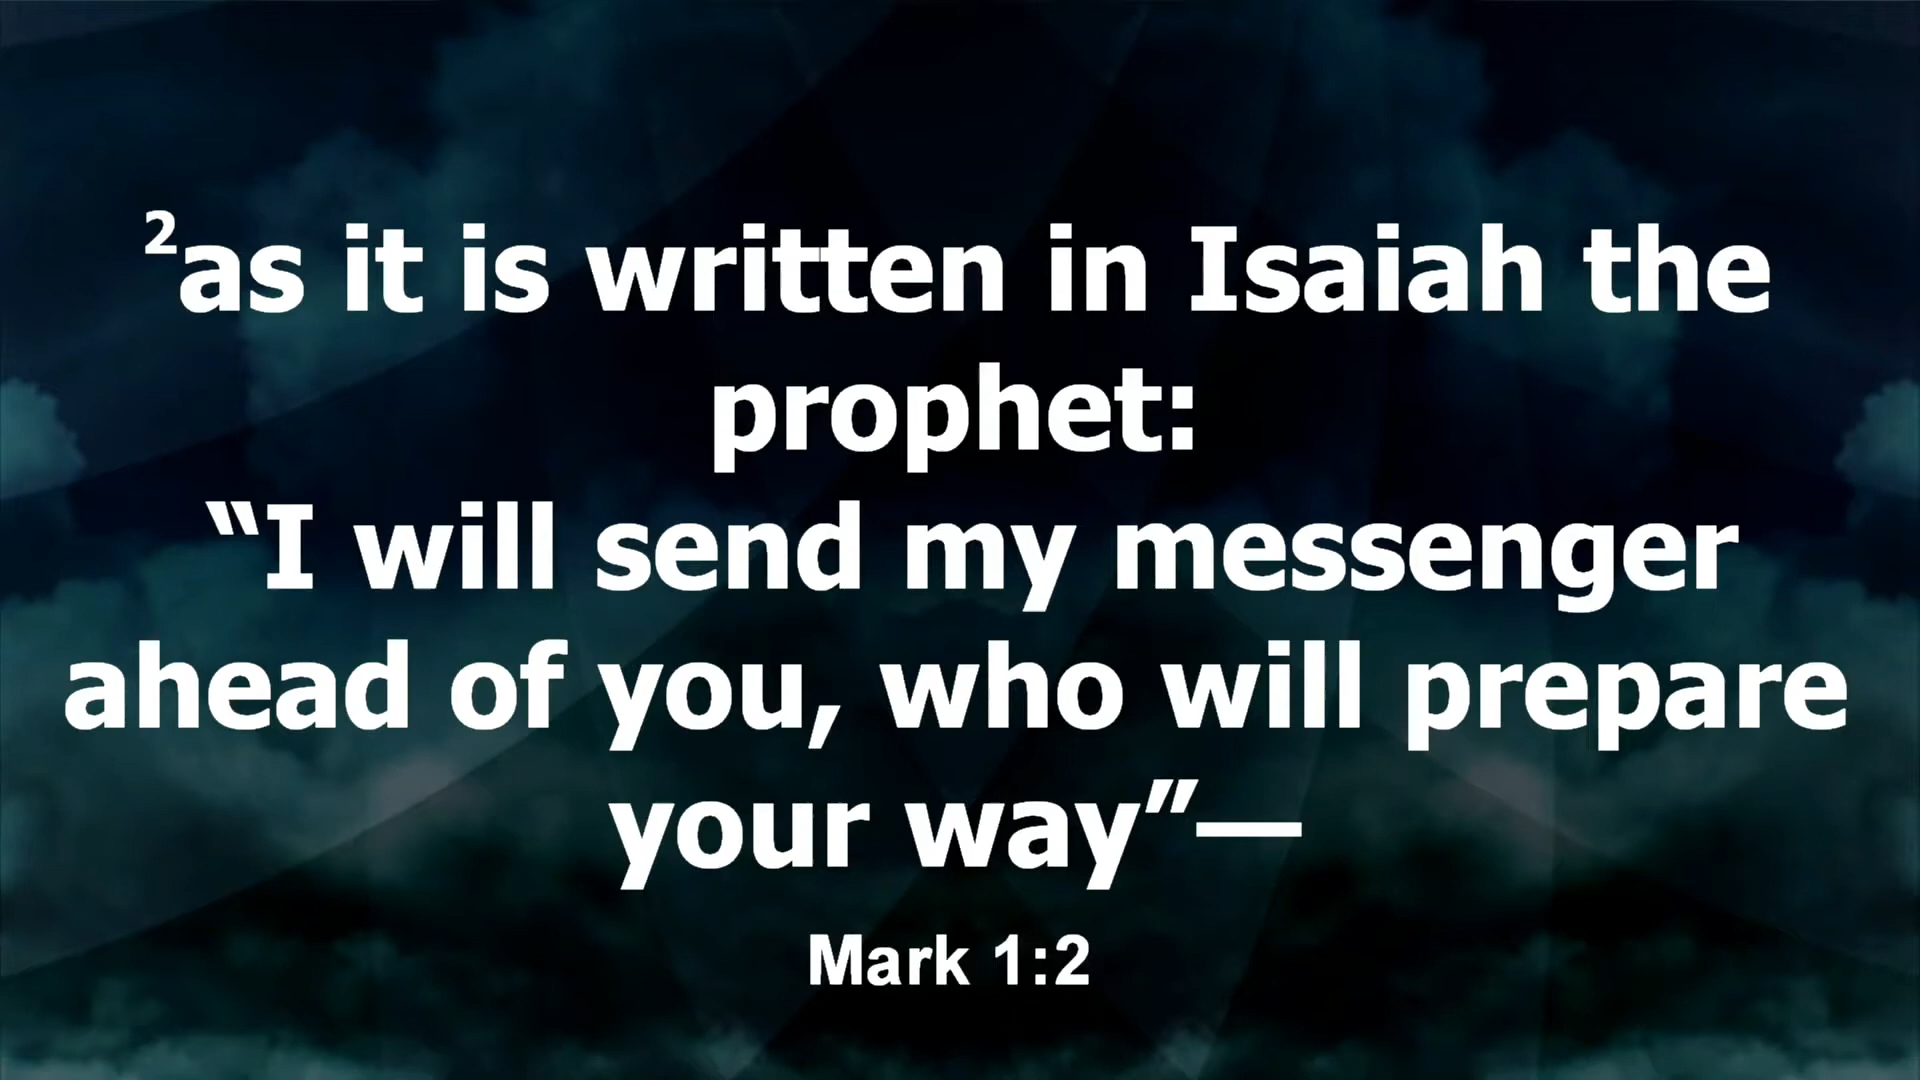 ²as it is written in Isaiah the
prophet:
“I will send my messenger
ahead of you, who will prepare
your way”—
Mark 1:2